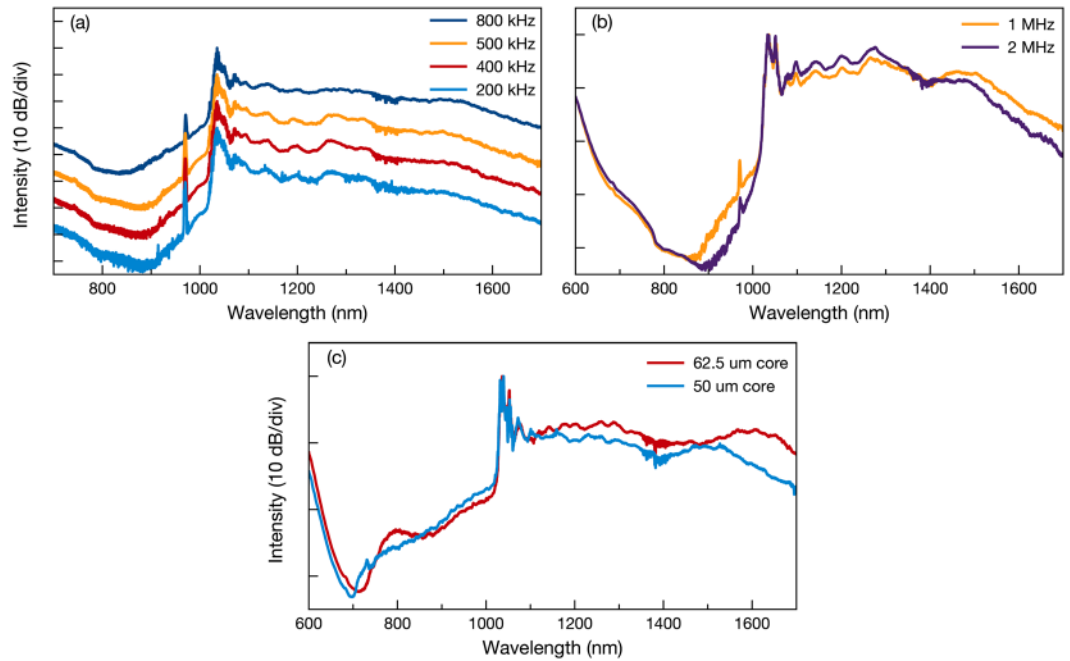 (a)
800 kHz
500 kHz
400 kHz
200 kHz
Intensity (10 dB/div)
800 1000 1200 1400 1600
Wavelength (nm)
(b)
1 MHz
2 MHz
600 800 1000 1200 1400 1600
Wavelength (nm)
(c)
62.5 um core
50 um core
Intensity (10 dB/div)
600 800 1000 1200 1400 1600
Wavelength (nm)